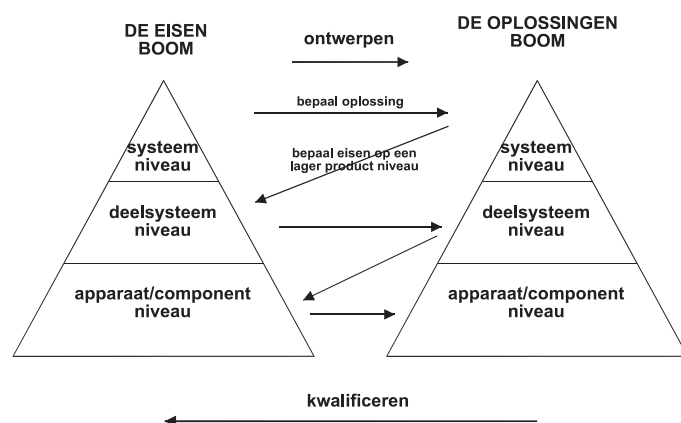 DE EISEN
BOOM
ontwerpen
DE OPLOSSINGEN
BOOM
bepaal oplossing
bepaal eisen op een
lager product niveau
systeem
niveau
systeem
niveau
deelsysteem
niveau
deelsysteem
niveau
apparaat/component
niveau
apparaat/component
niveau
kwalificeren